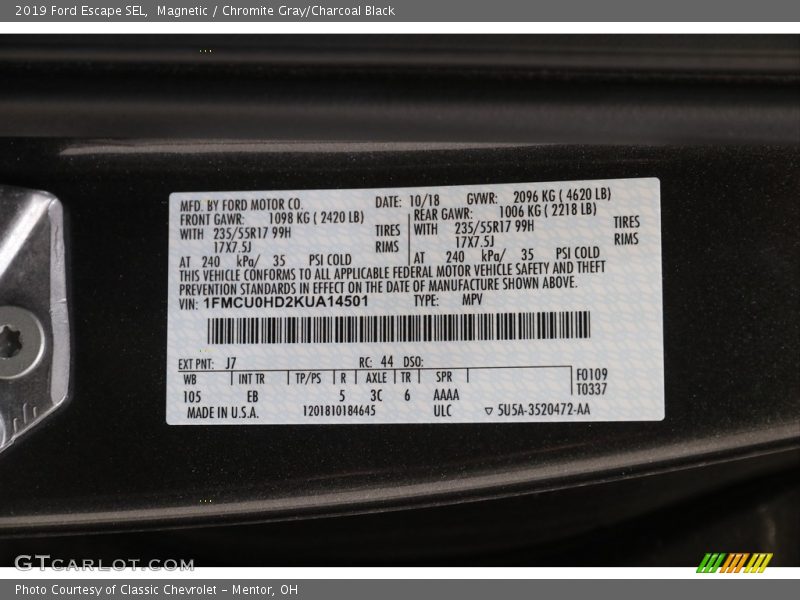 2019 Ford Escape SEL, Magnetic / Chromite Gray/Charcoal Black
MFD. BY FORD MOTOR CO. DATE: 10/18 GVWR: 2096 KG ( 4620 LB)
FRONT GAWR: 1098 KG ( 2420 LB) REAR GAWR: 1006 KG ( 2218 LB)
WITH 235/55R17 99H TIRES WITH 235/55R17 99H TIRES
17X7.5J RIMS 17X7.5J RIMS
AT 240 kPa/ 35 PSI COLD AT 240 kPa/ 35 PSI COLD
THIS VEHICLE CONFORMS TO ALL APPLICABLE FEDERAL MOTOR VEHICLE SAFETY AND THEFT
PREVENTION STANDARDS IN EFFECT ON THE DATE OF MANUFACTURE SHOWN ABOVE.
VIN: 1FMCU0HD2KUA14501 TYPE: MPV
EXT PNT: J7 RC: 44 DSO:
WB INT TR TP/PS R AXLE TR SPR F0109
T0337
105 EB 5 3C 6 AAAA
MADE IN U.S.A. 1201810184645 ULC ▽ 5U5A-3520472-AA
GTCARLOT.COM
Photo Courtesy of Classic Chevrolet - Mentor, OH